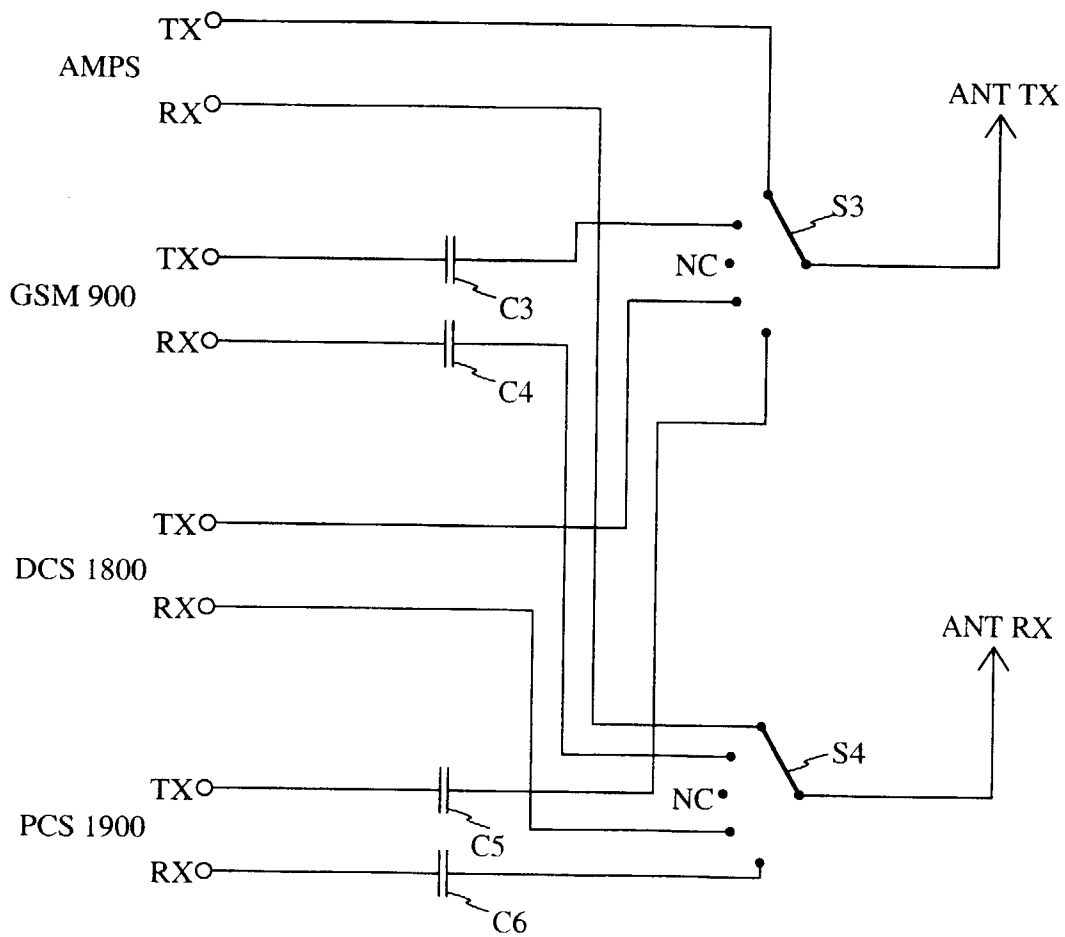 TX
AMPS
RX
ANT TX
S3
TX
NC
GSM 900
C3
RX
C4
TX
DCS 1800
RX
ANT RX
S4
TX
NC
PCS 1900
C5
RX
C6